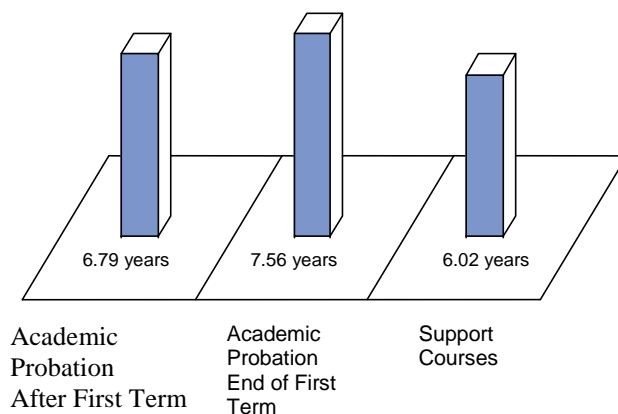 6.79 years
7.56 years
6.02 years
Academic
Probation
After First Term
Academic
Probation
End of First
Term
Support
Courses